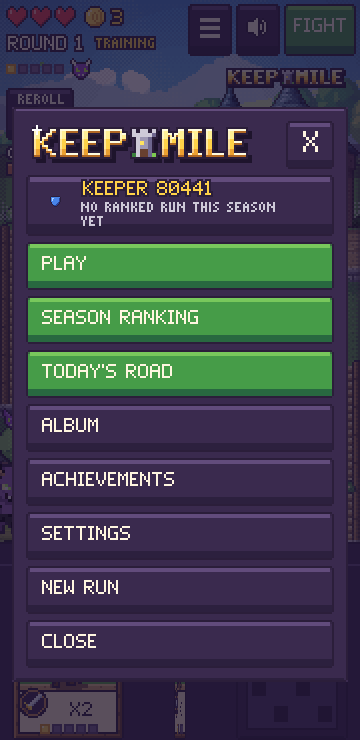 3
FIGHT
ROUND 1 TRAINING
KEEP MILE
REROLL
KEEP MILE
X
KEEPER 80441
NO RANKED RUN THIS SEASON
YET
PLAY
SEASON RANKING
TODAY'S ROAD
ALBUM
ACHIEVEMENTS
SETTINGS
NEW RUN
CLOSE
X2